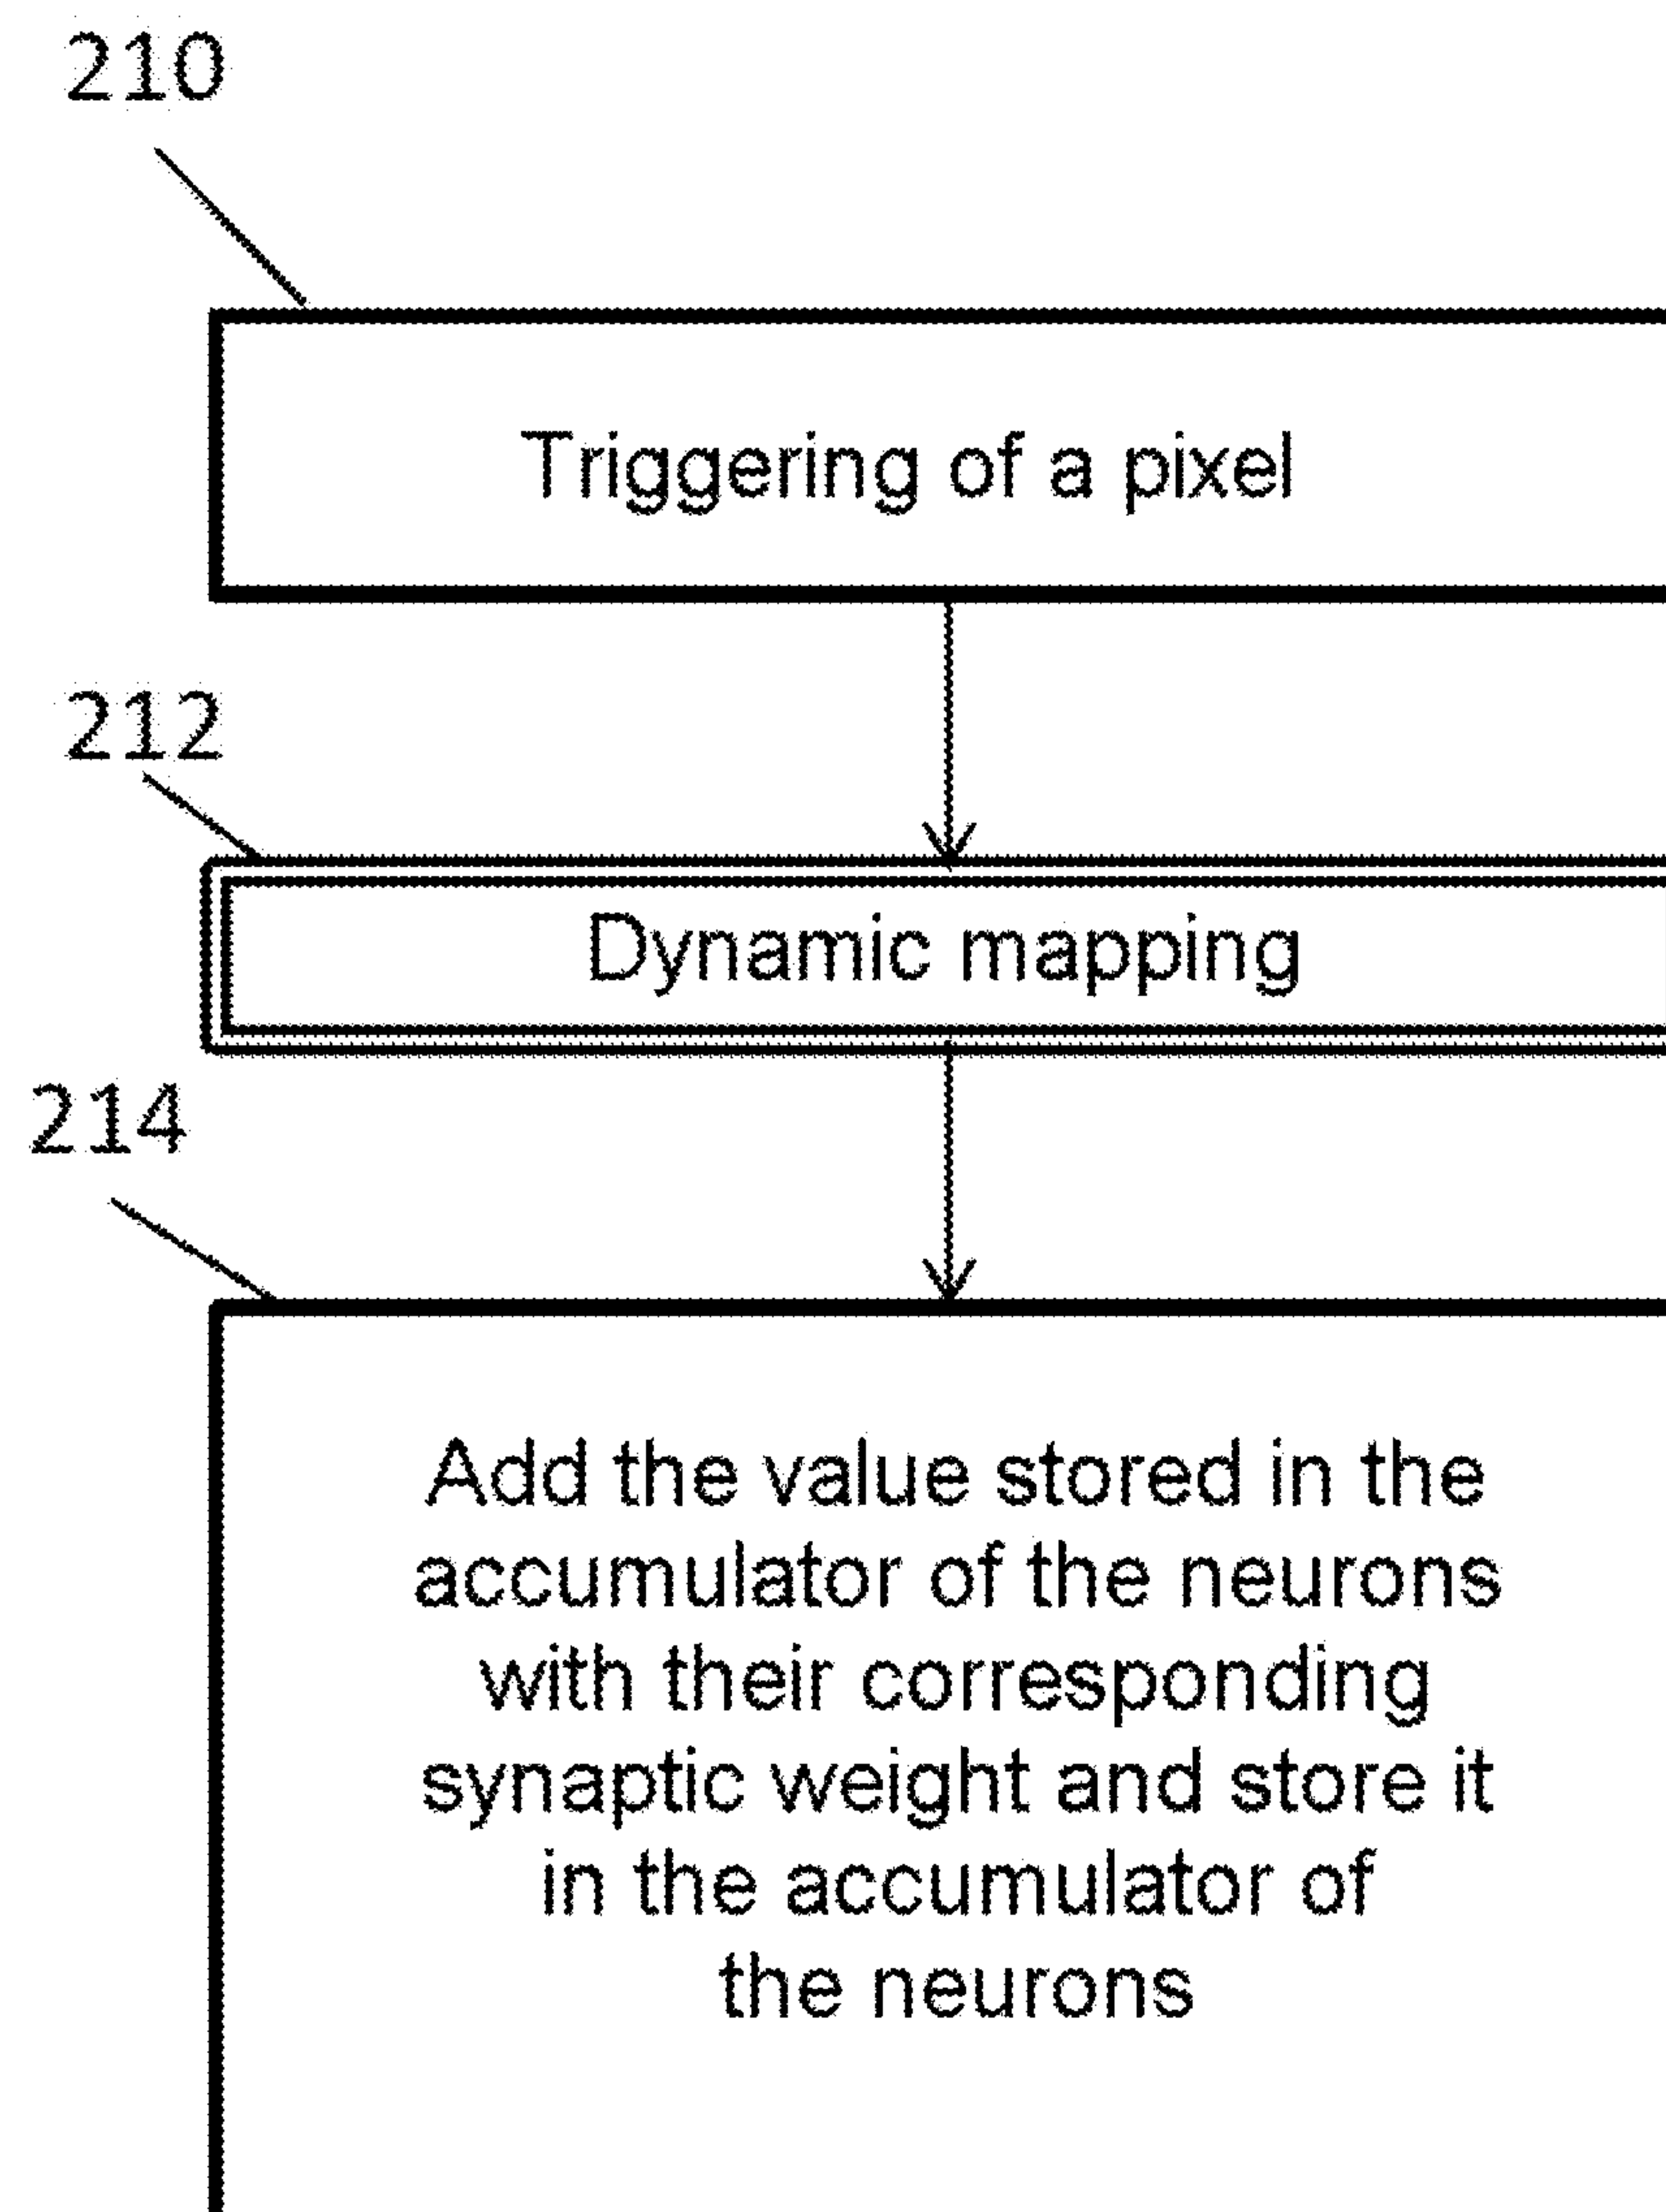 210
Triggering of a pixel
212
Dynamic mapping
214
Add the value stored in the
accumulator of the neurons
with their corresponding
synaptic weight and store it
in the accumulator of
the neurons